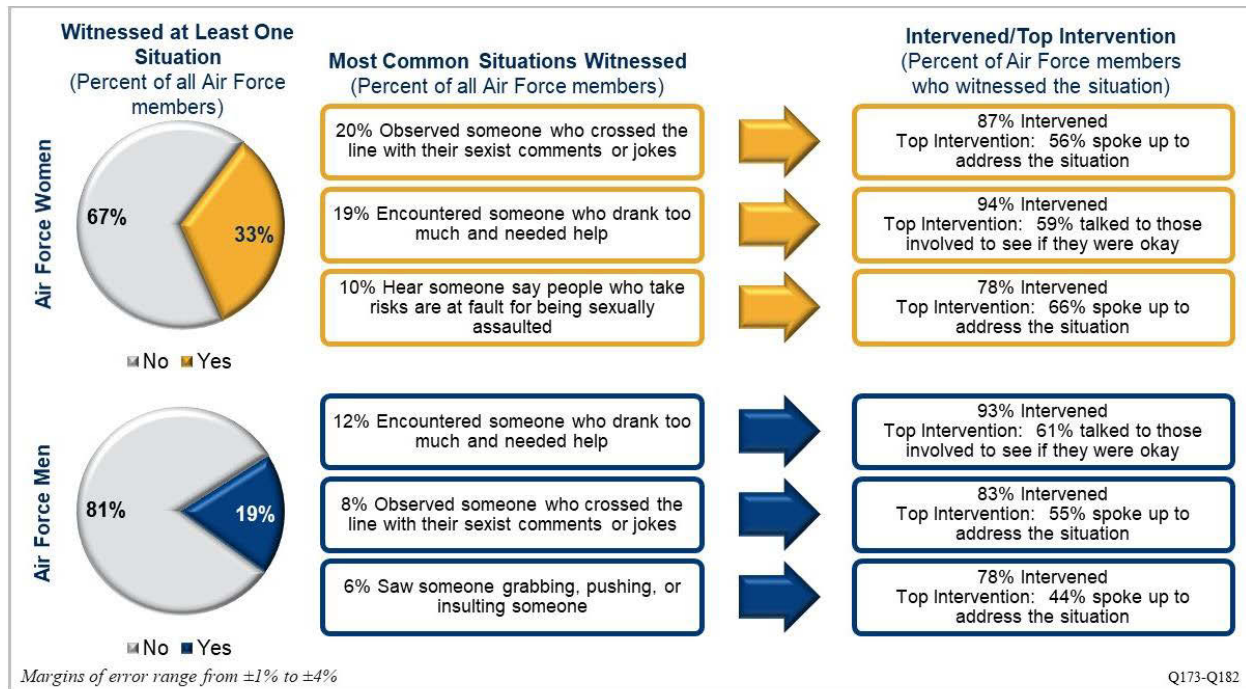 Witnessed at Least One
Situation
(Percent of all Air Force
members)
Most Common Situations Witnessed
(Percent of all Air Force members)
Intervened/Top Intervention
(Percent of Air Force members
who witnessed the situation)
Air Force Women
67%
33%
No Yes
20% Observed someone who crossed the
line with their sexist comments or jokes
87% Intervened
Top Intervention: 56% spoke up to
address the situation
19% Encountered someone who drank too
much and needed help
94% Intervened
Top Intervention: 59% talked to those
involved to see if they were okay
10% Hear someone say people who take
risks are at fault for being sexually
assaulted
78% Intervened
Top Intervention: 66% spoke up to
address the situation
Air Force Men
81%
19%
No Yes
12% Encountered someone who drank too
much and needed help
93% Intervened
Top Intervention: 61% talked to those
involved to see if they were okay
8% Observed someone who crossed the
line with their sexist comments or jokes
83% Intervened
Top Intervention: 55% spoke up to
address the situation
6% Saw someone grabbing, pushing, or
insulting someone
78% Intervened
Top Intervention: 44% spoke up to
address the situation
Margins of error range from ±1% to ±4%
Q173-Q182